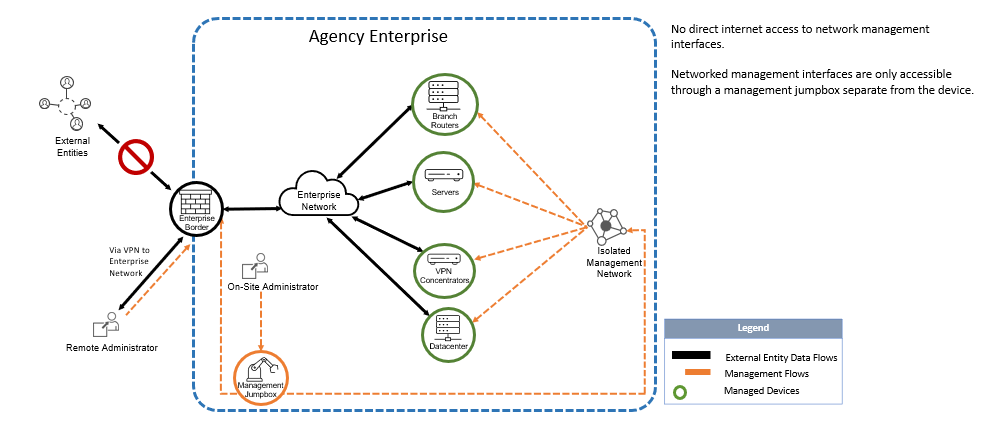 Agency Enterprise
No direct internet access to network management
interfaces.
Networked management interfaces are only accessible
through a management jumpbox separate from the device.
External
Entities
Branch
Routers
Servers
Enterprise
Network
Enterprise
Border
Via VPN to
Enterprise
Network
VPN
Concentrators
Isolated
Management
Network
On-Site Administrator
Remote Administrator
Datacenter
Management
Jumpbox
Legend
External Entity Data Flows
Management Flows
Managed Devices